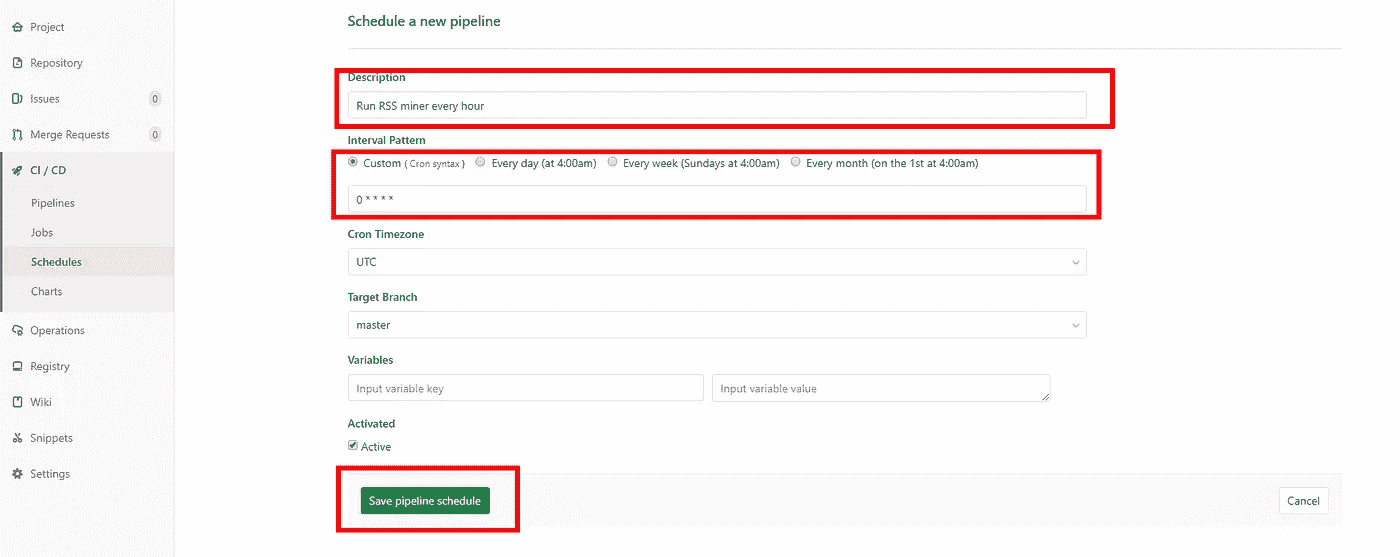 Project
Repository
Issues 0
Merge Requests 0
CI / CD
Pipelines
Jobs
Schedules
Charts
Operations
Registry
Wiki
Snippets
Settings
Schedule a new pipeline
Description
Run RSS miner every hour
Interval Pattern
Custom ( Cron syntax ) Every day (at 4:00am) Every week (Sundays at 4:00am) Every month (on the 1st at 4:00am)
0 * * * *
Cron Timezone
UTC
Target Branch
master
Variables
Input variable key Input variable value
Activated
Active
Save pipeline schedule Cancel